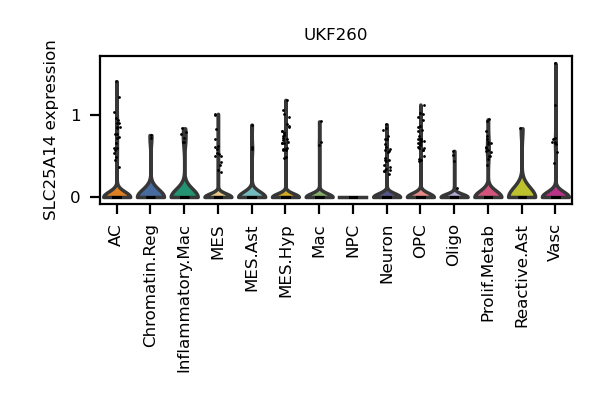 UKF260
SLC25A14 expression
1
0
AC
Chromatin.Reg
Inflammatory.Mac
MES
MES.Ast
MES.Hyp
Mac
NPC
Neuron
OPC
Oligo
Prolif.Metab
Reactive.Ast
Vasc